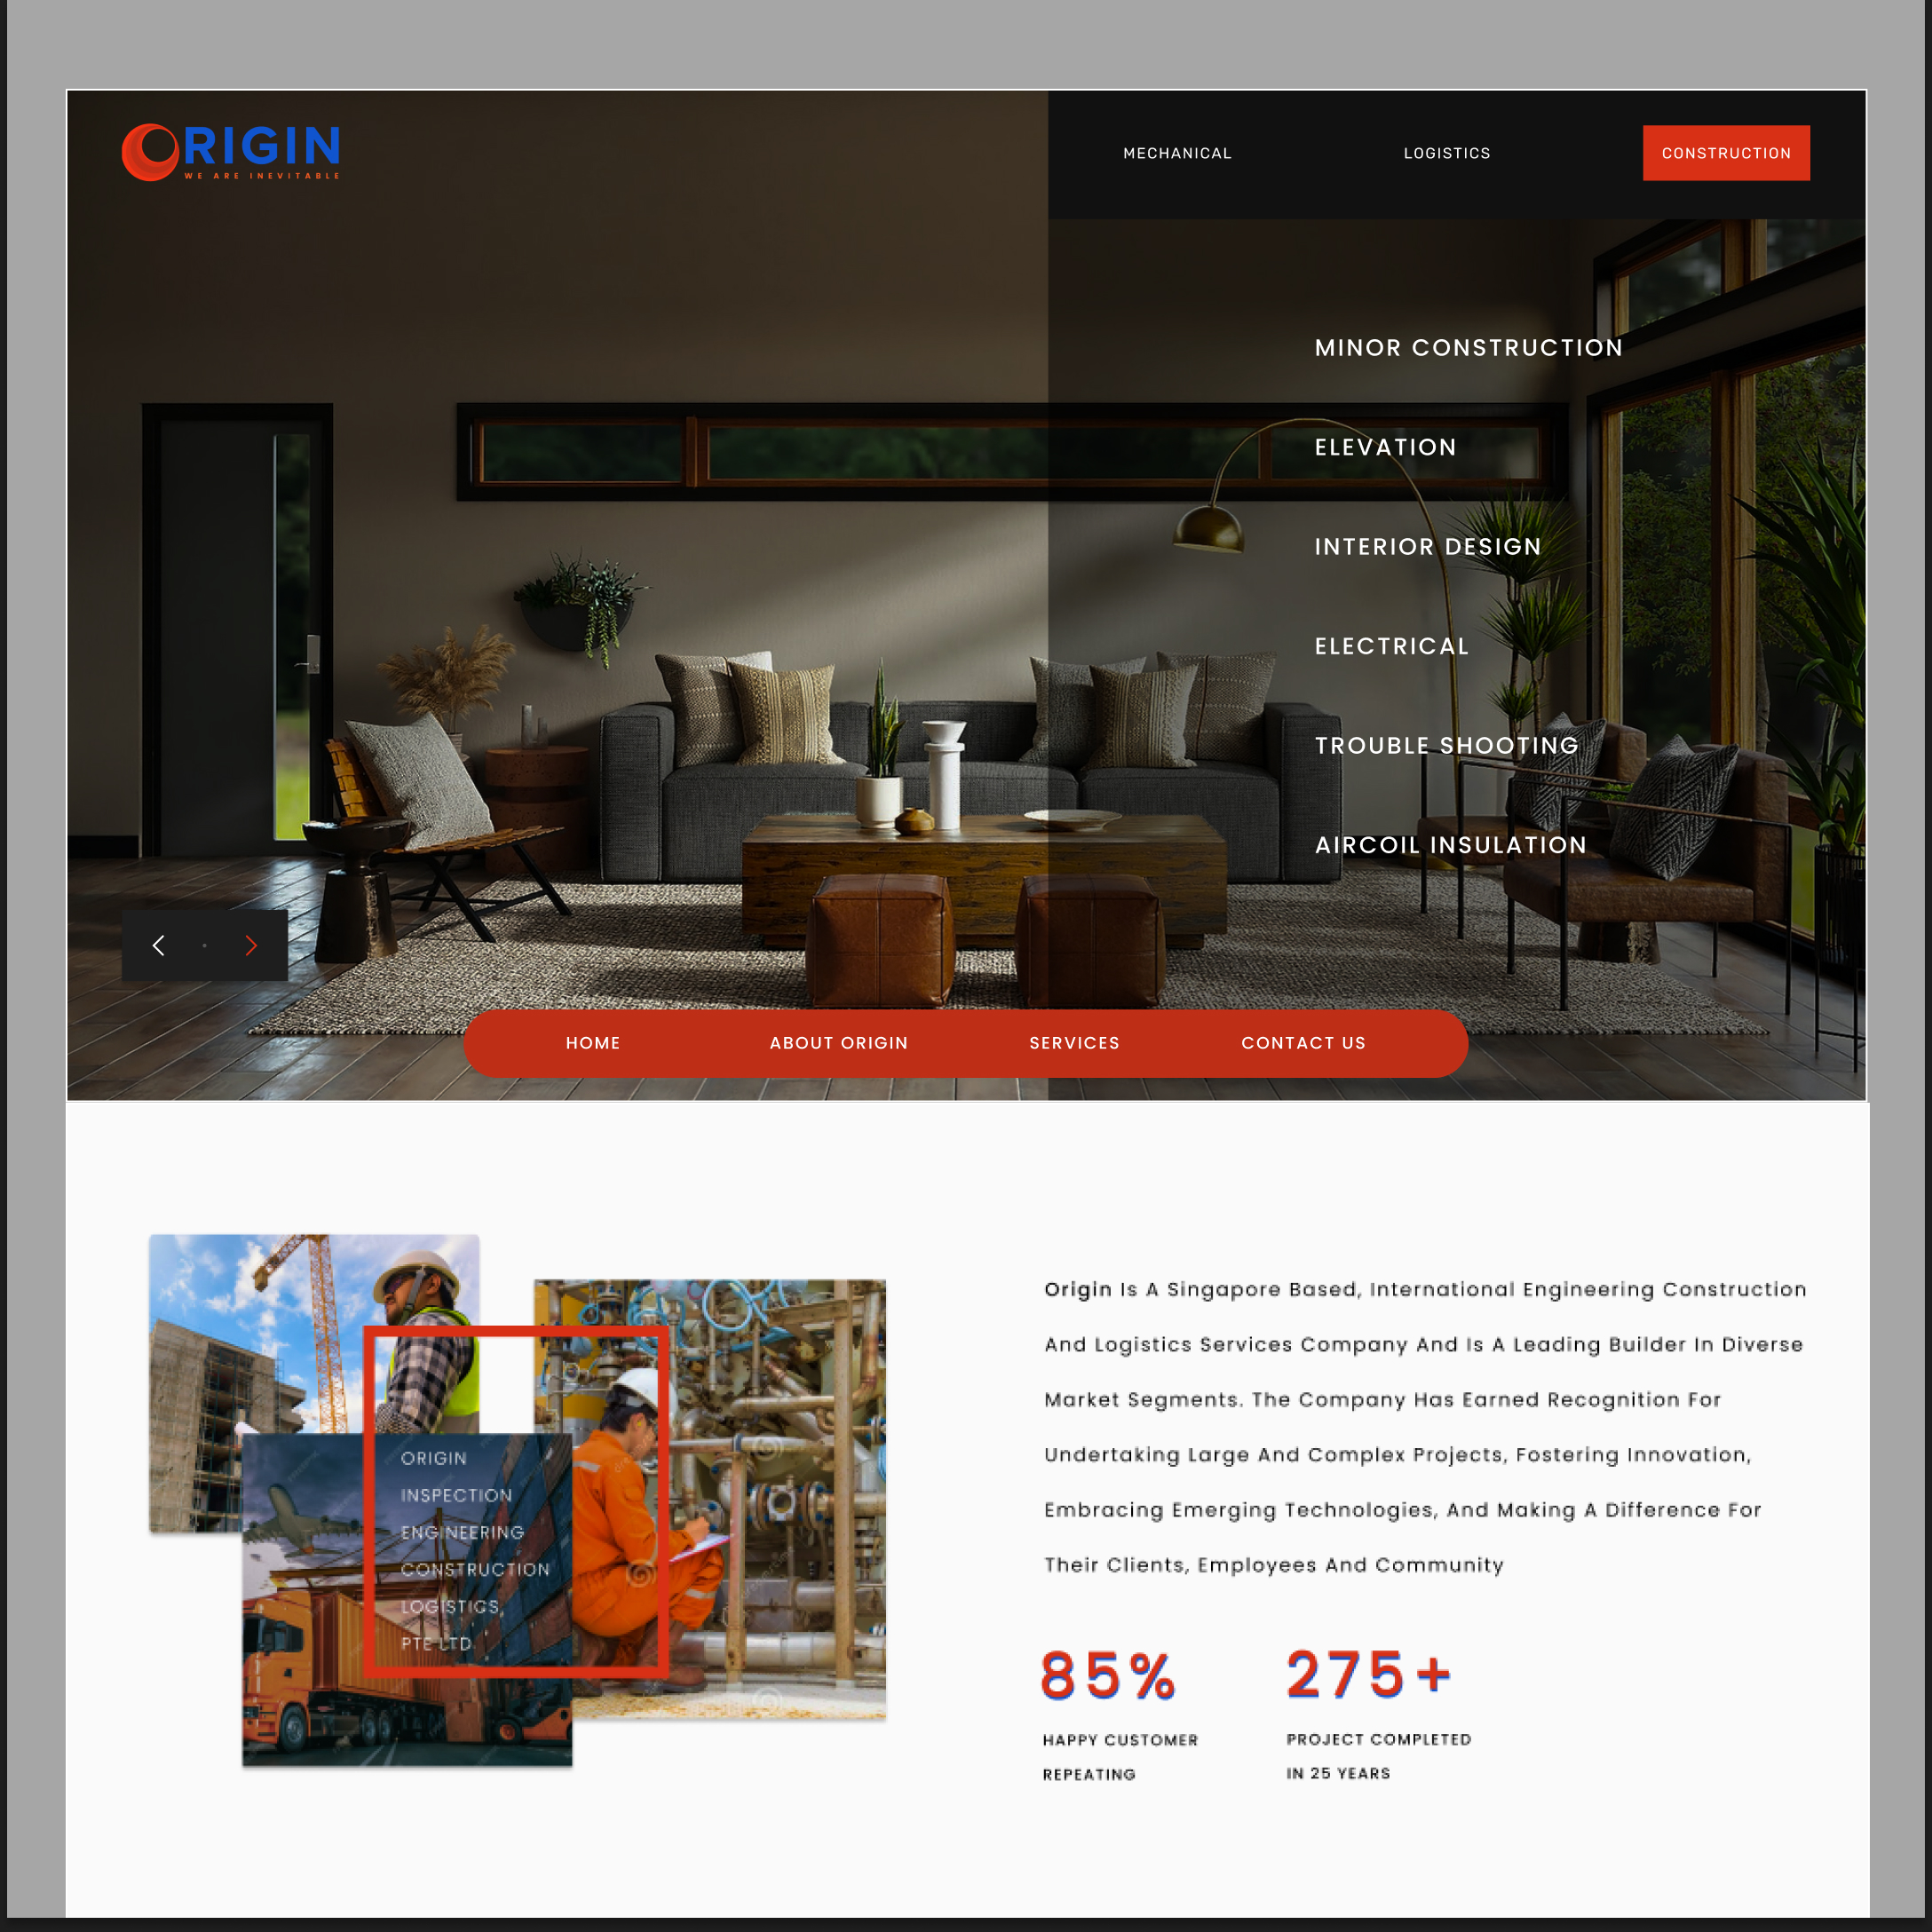 ORIGIN
WE ARE INEVITABLE
MECHANICAL
LOGISTICS
CONSTRUCTION
MINOR CONSTRUCTION
ELEVATION
INTERIOR DESIGN
ELECTRICAL
TROUBLE SHOOTING
AIRCOIL INSULATION
HOME
ABOUT ORIGIN
SERVICES
CONTACT US
ORIGIN
INSPECTION
ENGINEERING
CONSTRUCTION
LOGISTICS,
PTE LTD.
Origin Is A Singapore Based, International Engineering Construction
And Logistics Services Company And Is A Leading Builder In Diverse
Market Segments. The Company Has Earned Recognition For
Undertaking Large And Complex Projects, Fostering Innovation,
Embracing Emerging Technologies, And Making A Difference For
Their Clients, Employees And Community
85%
HAPPY CUSTOMER
REPEATING
275+
PROJECT COMPLETED
IN 25 YEARS